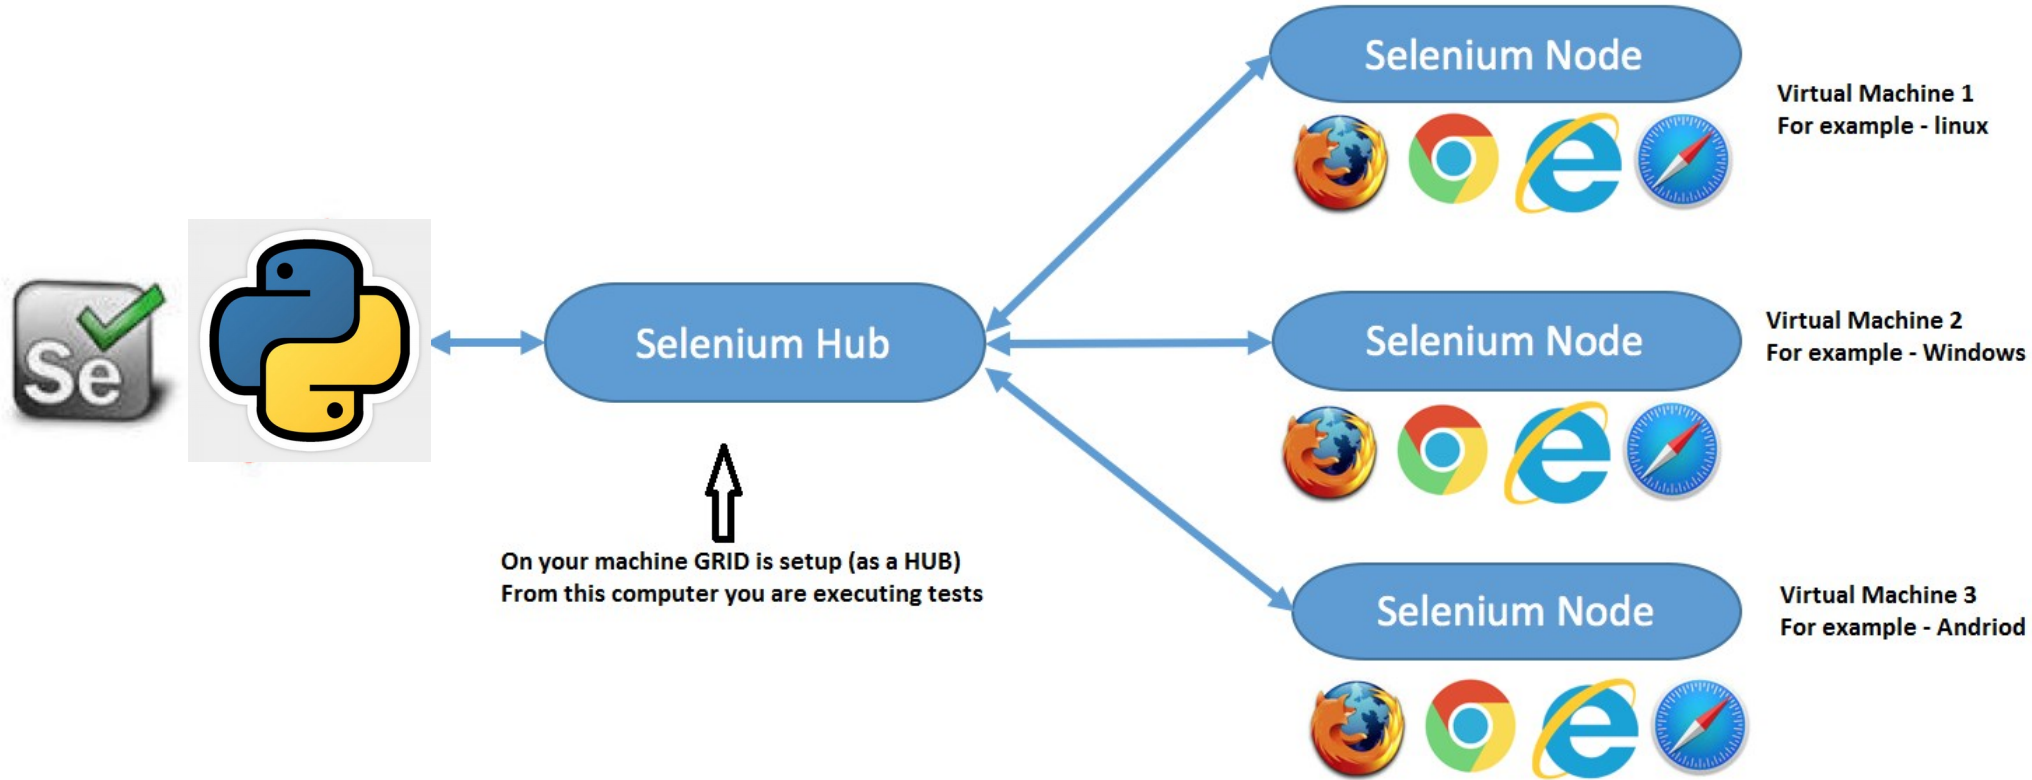 Selenium Node
Virtual Machine 1
For example - linux
Se
Selenium Hub
Selenium Node
Virtual Machine 2
For example - Windows
On your machine GRID is setup (as a HUB)
From this computer you are executing tests
Selenium Node
Virtual Machine 3
For example - Andriod